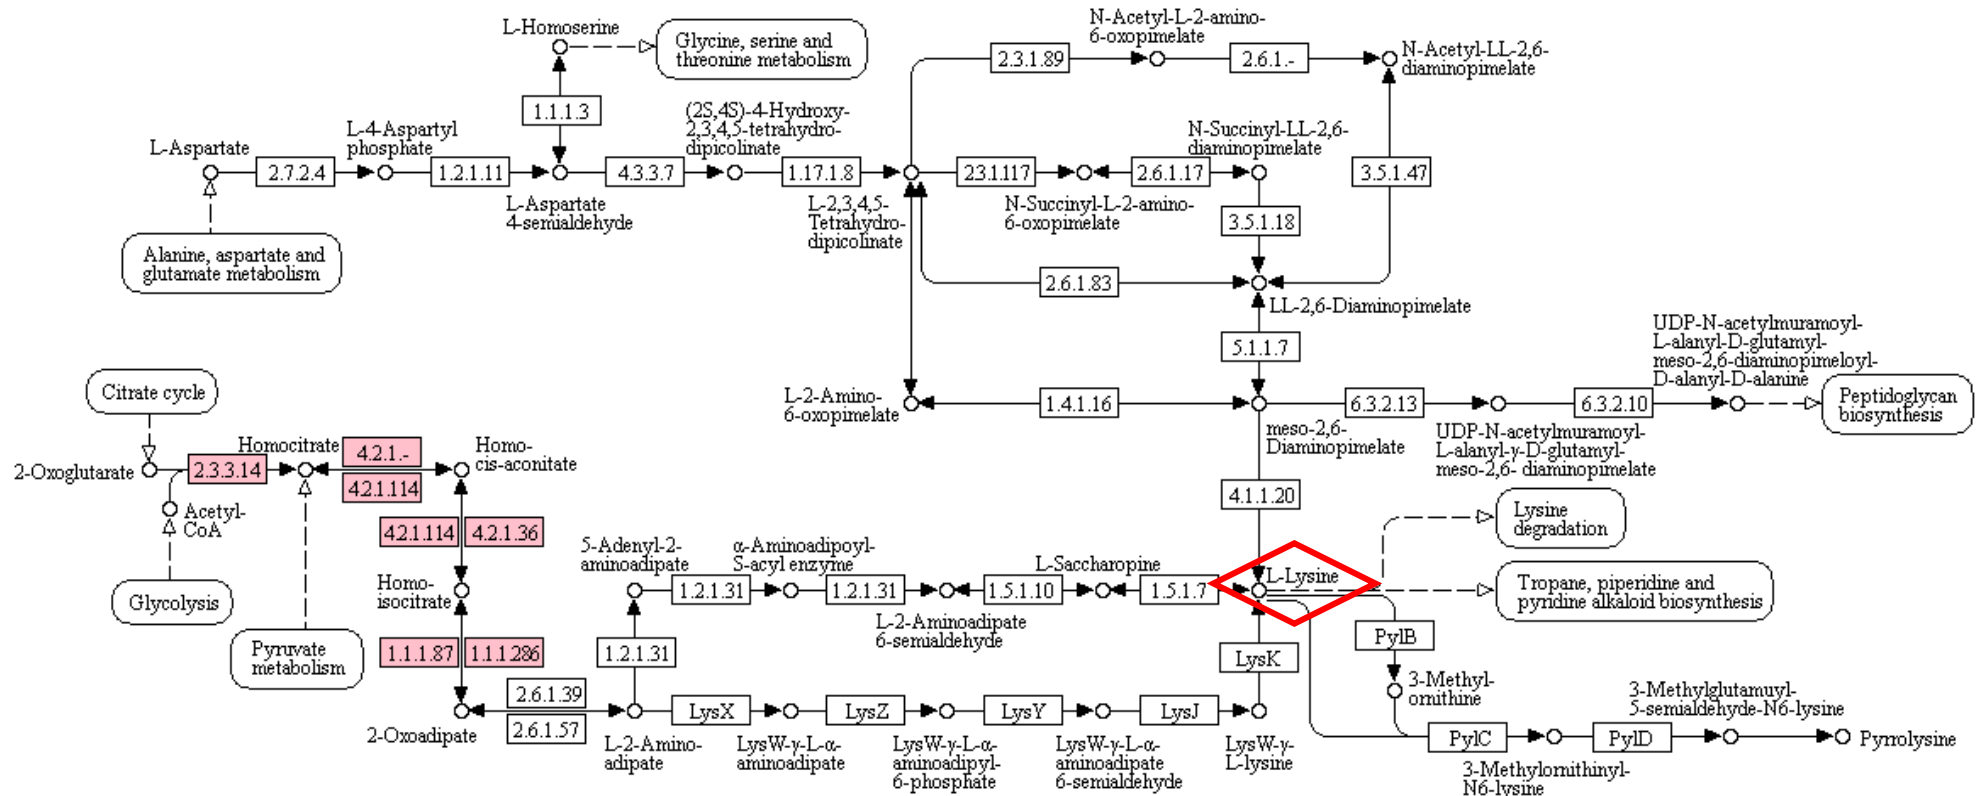 L-Homoserine
Glycine, serine and
threonine metabolism
N-Acetyl-L-2-amino-
6-oxopimelate
2.3.1.89
2.6.1.-
N-Acetyl-LL-2,6-
diaminopimelate
1.1.1.3
L-Aspartate
L-4-Aspartyl
phosphate
(2S,4S)-4-Hydroxy-
2,3,4,5-tetrahydro-
dipicolinate
N-Succinyl-LL-2,6-
diaminopimelate
2.7.2.4
1.2.1.11
4.3.3.7
1.17.1.8
2.3.1.117
2.6.1.17
3.5.1.47
L-Aspartate
4-semialdehyde
L-2,3,4,5-
Tetrahydro-
dipicolinate
N-Succinyl-L-2-amino-
6-oxopimelate
3.5.1.18
Alanine, aspartate and
glutamate metabolism
2.6.1.83
LL-2,6-Diaminopimelate
5.1.1.7
UDP-N-acetylmuramoyl-
L-alanyl-D-glutamyl-
meso-2,6-diaminopimeloyl-
D-alanyl-D-alanine
Citrate cycle
L-2-Amino-
6-oxopimelate
1.4.1.16
6.3.2.13
6.3.2.10
Peptidoglycan
biosynthesis
meso-2,6-
Diaminopimelate
UDP-N-acetylmuramoyl-
L-alanyl-γ-D-glutamyl-
meso-2,6- diaminopimelate
2-Oxoglutarate
2.3.3.14
Homocitrate
4.2.1.-
4.2.1.114
Homo-
cis-aconitate
Acetyl-
CoA
4.2.1.114
4.2.1.36
4.1.1.20
Lysine
degradation
Glycolysis
Homo-
isocitrate
5-Adenyl-2-
aminoadipate
α-Aminoadipoyl-
S-acyl enzyme
L-Saccharopine
L-Lysine
1.2.1.31
1.2.1.31
1.5.1.10
1.5.1.7
Tropane, piperidine and
pyridine alkaloid biosynthesis
L-2-Aminoadipate
6-semialdehyde
Pyruvate
metabolism
1.1.1.87
1.1.1.286
1.2.1.31
LysK
PylB
3-Methyl-
ornithine
2.6.1.39
2.6.1.57
2-Oxoadipate
L-2-Amino-
adipate
LysX
LysZ
LysY
LysJ
LysW-γ-L-α-
aminoadipate
LysW-γ-L-α-
aminoadipyl-
6-phosphate
LysW-γ-L-α-
aminoadipate
6-semialdehyde
LysW-γ-
L-lysine
3-Methylglutamuyl-
5-semialdehyde-N6-lysine
PylC
PylD
Pyrrolysine
3-Methylornithinyl-
N6-lysine